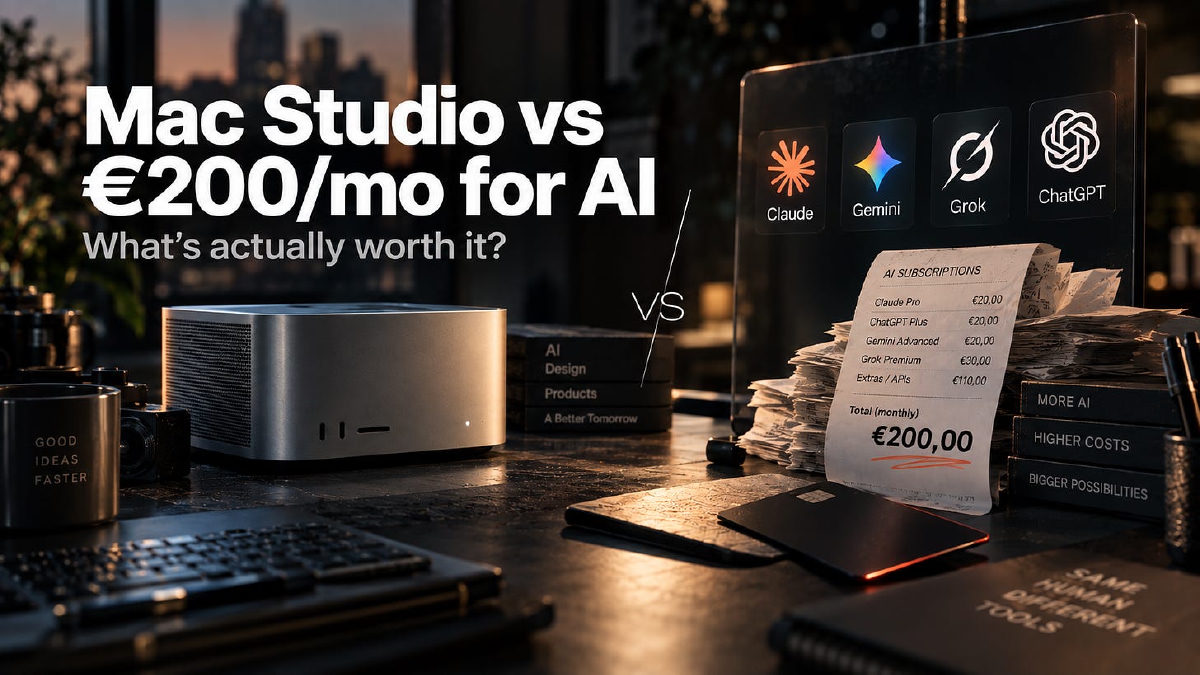 Mac Studio vs
€200/mo for AI
What's actually worth it?
VS
Claude
Gemini
Grok
ChatGPT
AI SUBSCRIPTIONS
Claude Pro €20,00
ChatGPT Plus €20,00
Gemini Advanced €20,00
Grok Premium €30,00
Extras / APIs €110,00
Total (monthly)
€200,00
AI
Design
Products
A Better Tomorrow
MORE AI
HIGHER COSTS
BIGGER POSSIBILITIES
GOOD
IDEAS
FASTER
SAME
HUMAN
DIFFERENT
TOOLS